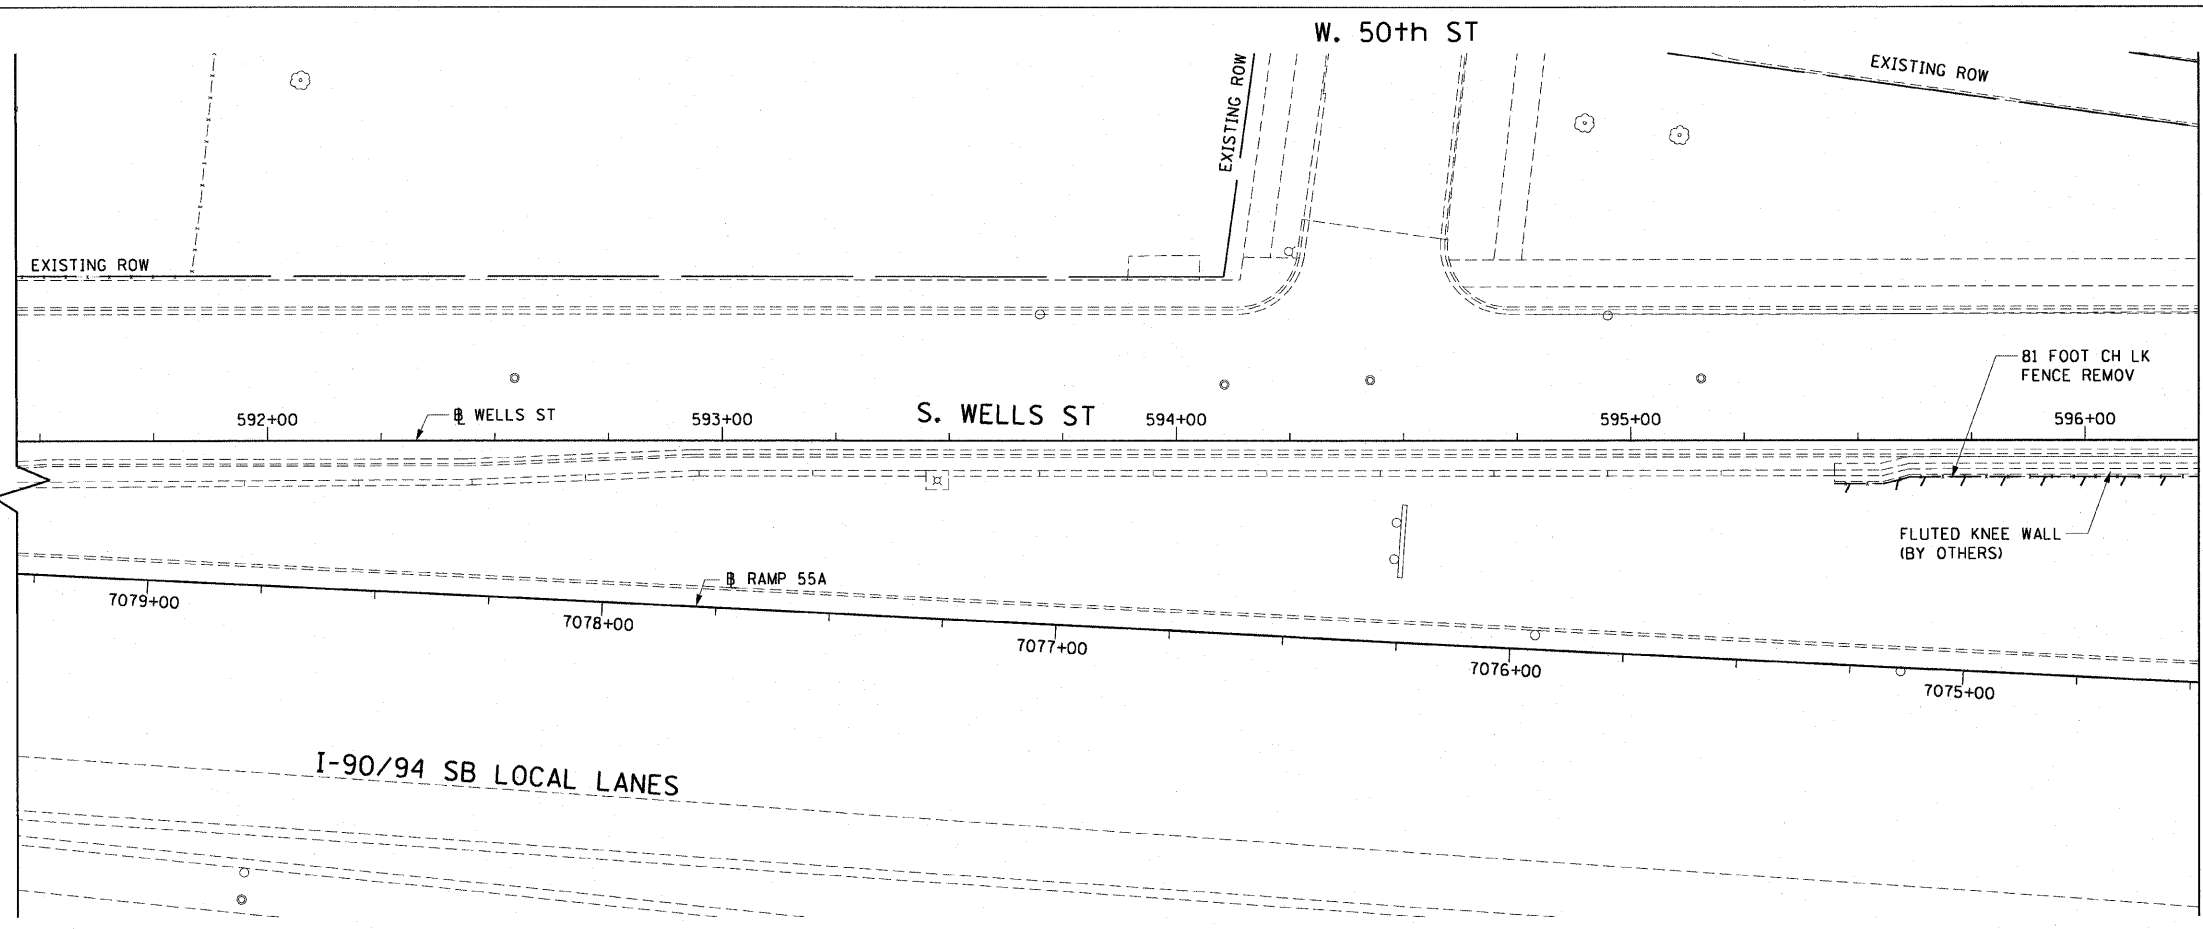 W. 50th ST
EXISTING ROW
EXISTING ROW
EXISTING ROW
81 FOOT CH LK
FENCE REMOV
592+00
BL WELLS ST
593+00
S. WELLS ST
594+00
595+00
596+00
FLUTED KNEE WALL
(BY OTHERS)
BL RAMP 55A
7079+00
7078+00
7077+00
7076+00
7075+00
I-90/94 SB LOCAL LANES